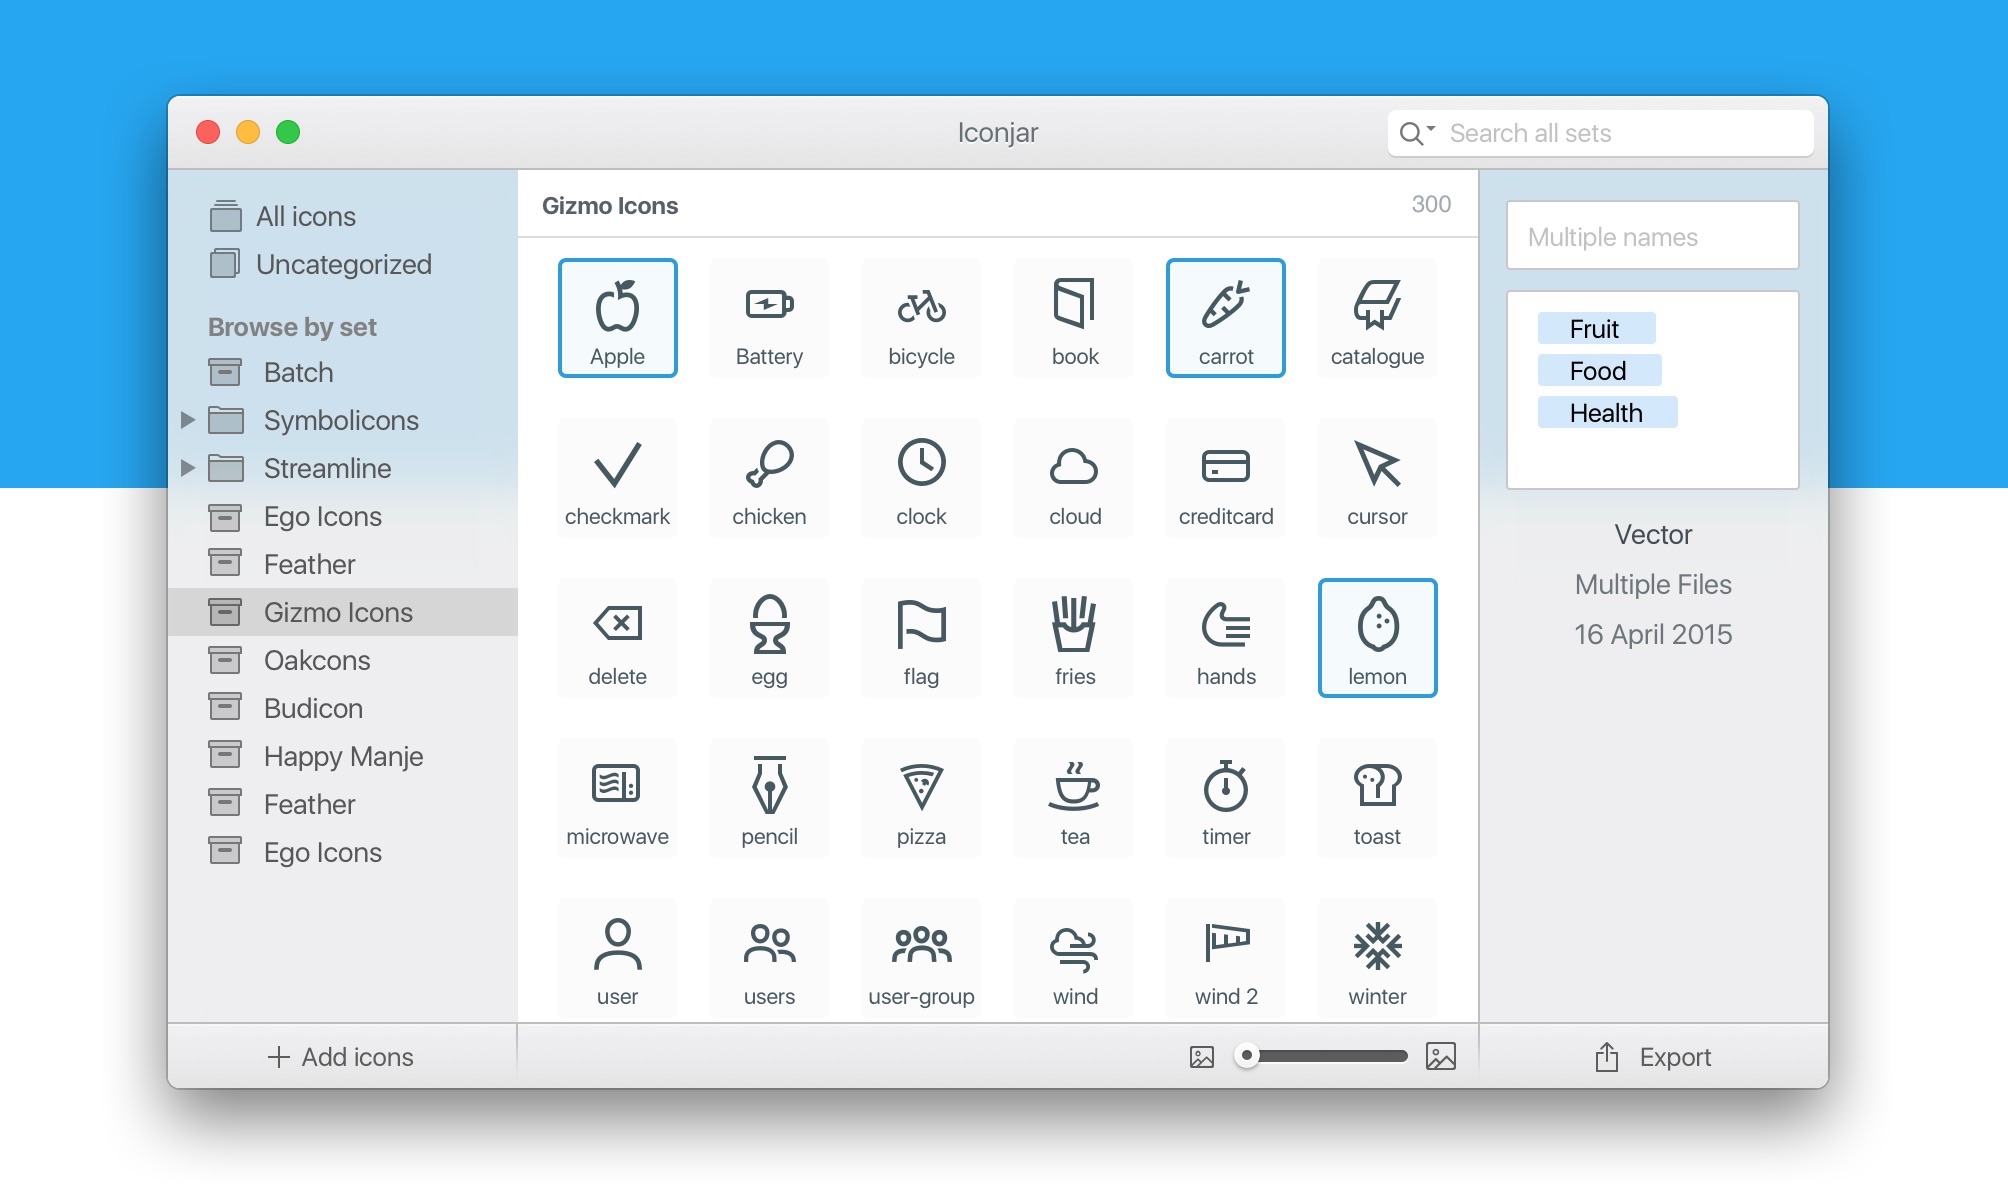 Iconjar
Search all sets
All icons
Uncategorized
Browse by set
Batch
Symbolicons
Streamline
Ego Icons
Feather
Gizmo Icons
Oakcons
Budicon
Happy Manje
Feather
Ego Icons
Add icons
Gizmo Icons 300
Apple Battery bicycle book carrot catalogue
checkmark chicken clock cloud creditcard cursor
delete egg flag fries hands lemon
microwave pencil pizza tea timer toast
user users user-group wind wind 2 winter
Multiple names
Fruit
Food
Health
Vector
Multiple Files
16 April 2015
Export